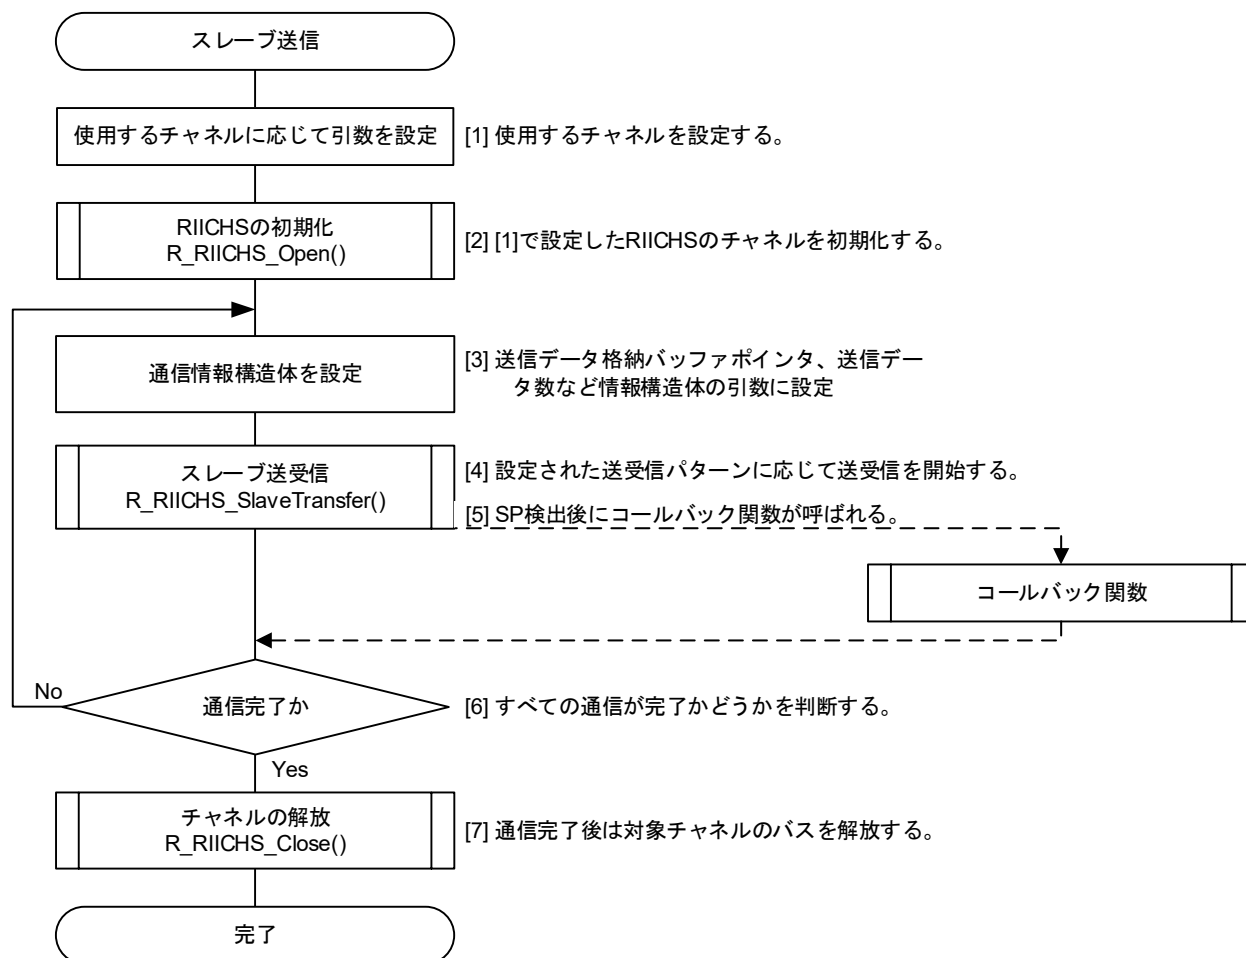 スレーブ送信
使用するチャネルに応じて引数を設定
[1] 使用するチャネルを設定する。
RIICHSの初期化
R_RIICHS_Open()
[2] [1]で設定したRIICHSのチャネルを初期化する。
通信情報構造体を設定
[3] 送信データ格納バッファポインタ、送信デー
タ数など情報構造体の引数に設定
スレーブ送受信
R_RIICHS_SlaveTransfer()
[4] 設定された送受信パターンに応じて送受信を開始する。
[5] SP検出後にコールバック関数が呼ばれる。
コールバック関数
No
通信完了か
[6] すべての通信が完了かどうかを判断する。
Yes
チャネルの解放
R_RIICHS_Close()
[7] 通信完了後は対象チャネルのバスを解放する。
完了